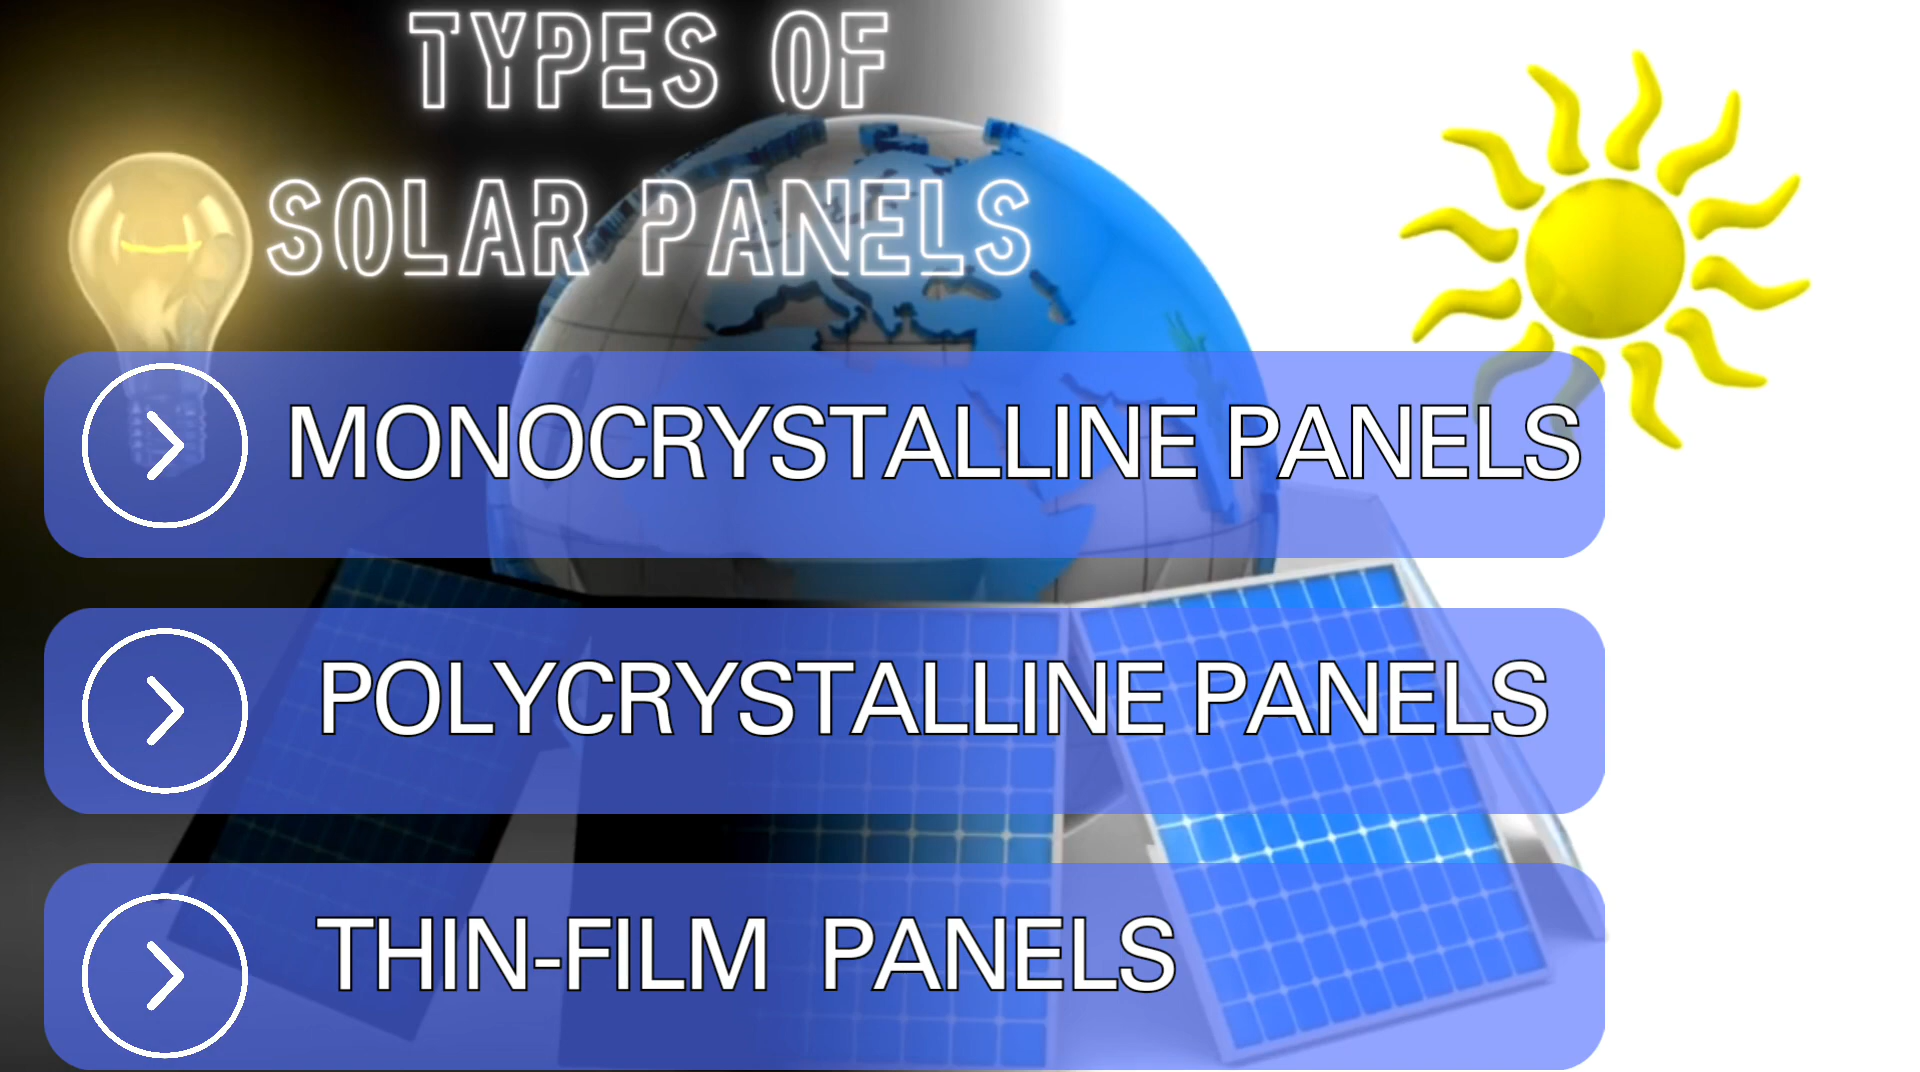 TYPES OF
SOLAR PANELS
MONOCRYSTALLINE PANELS
POLYCRYSTALLINE PANELS
THIN-FILM PANELS